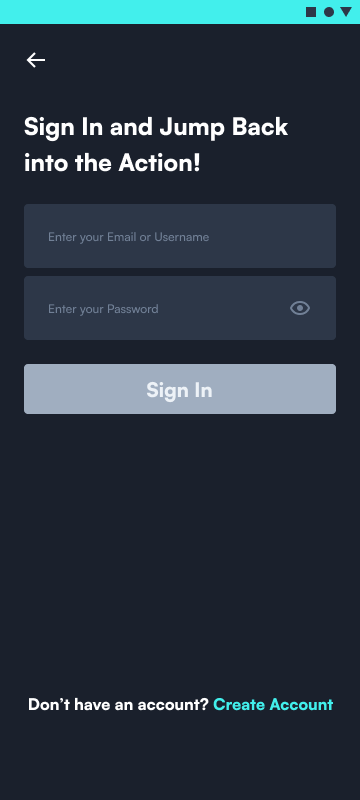 Sign In and Jump Back
into the Action!
Enter your Email or Username
Enter your Password
Sign In
Don’t have an account? Create Account